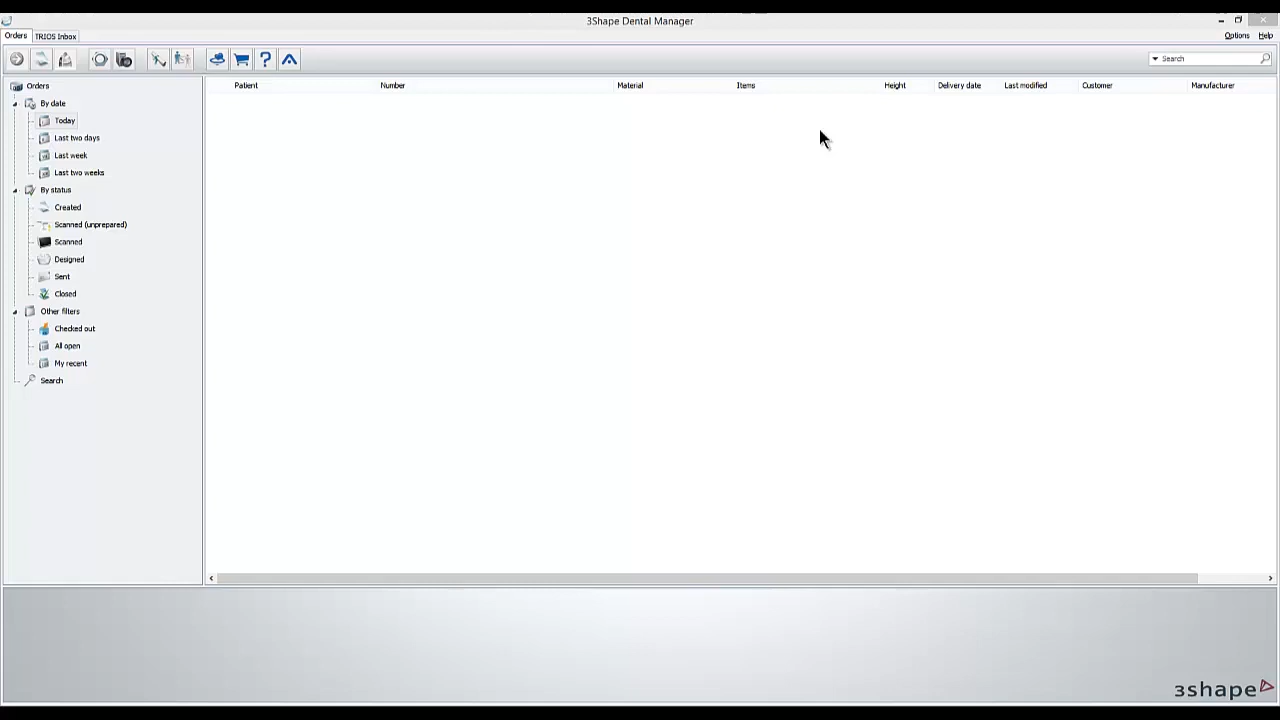 3Shape Dental Manager
Orders TRIOS Inbox Options Help
? Search
Patient Number Material Items Height Delivery date Last modified Customer Manufacturer
Orders
By date
Today
Last two days
Last week
Last two weeks
By status
Created
Scanned (unprepared)
Scanned
Designed
Sent
Closed
Other filters
Checked out
All open
My recent
Search
3shape